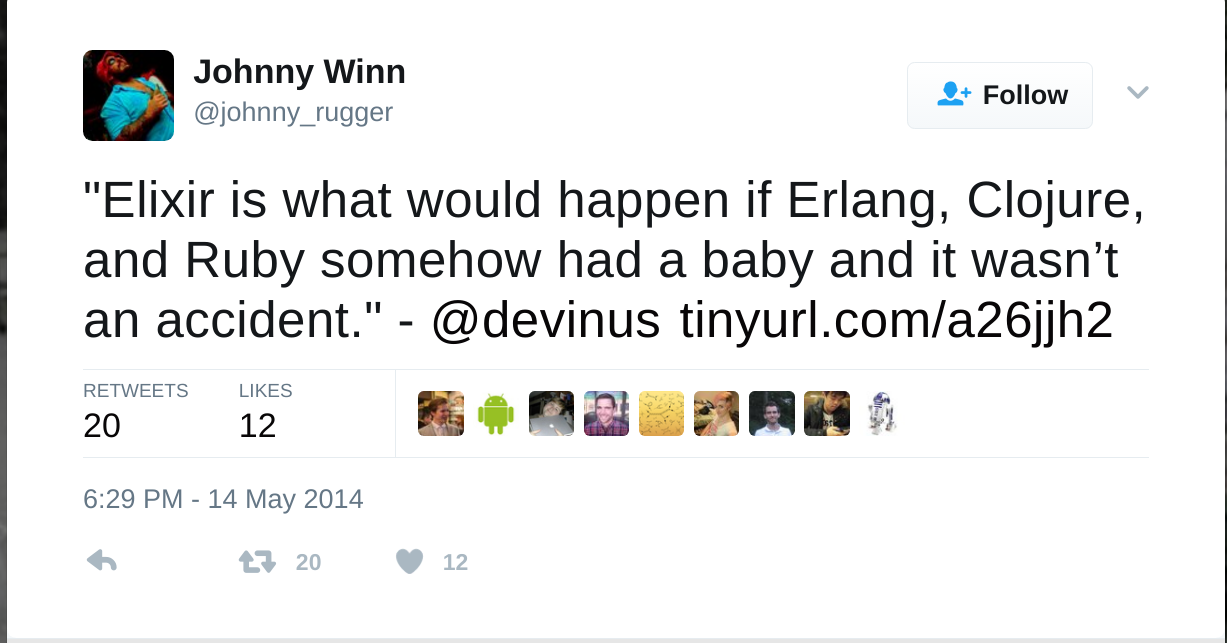 Johnny Winn
@johnny_rugger
Follow
"Elixir is what would happen if Erlang, Clojure,
and Ruby somehow had a baby and it wasn’t
an accident." - @devinus tinyurl.com/a26jjh2
RETWEETS LIKES
20 12
6:29 PM - 14 May 2014
20 12